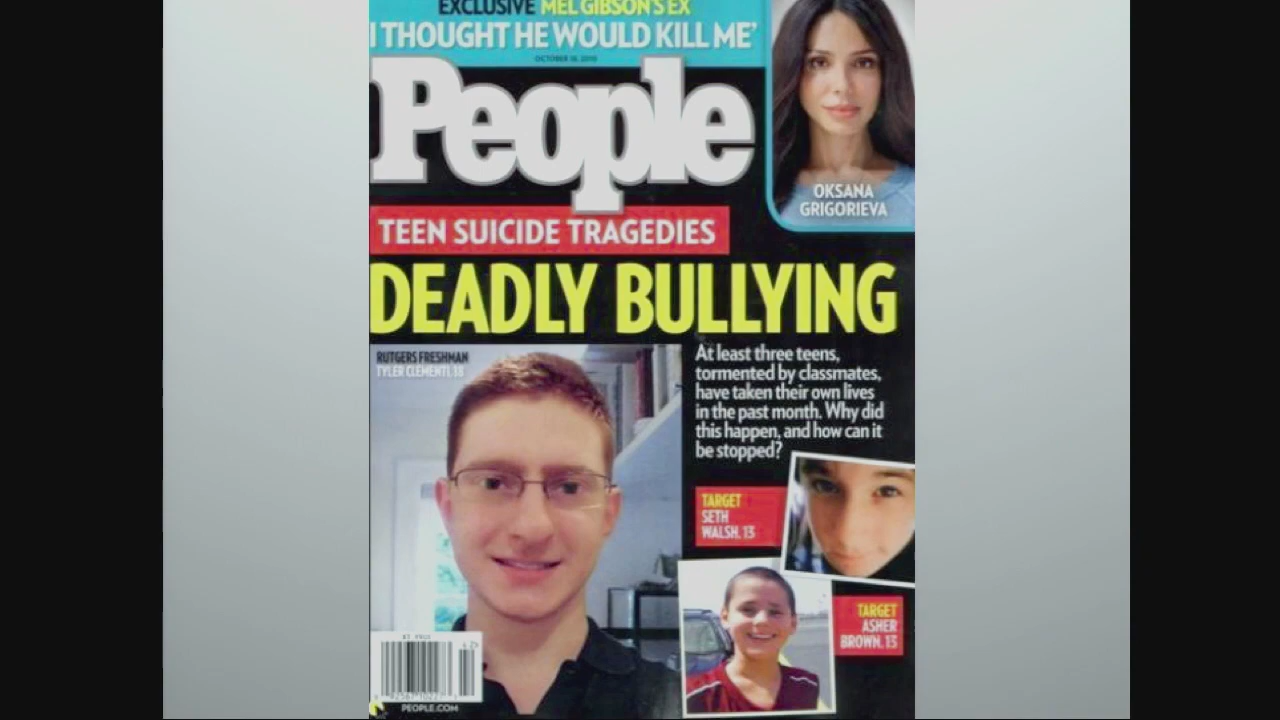 EXCLUSIVE MEL GIBSON'S EX
I THOUGHT HE WOULD KILL ME'
OCTOBER 18, 2010
People
OKSANA
GRIGORIEVA
TEEN SUICIDE TRAGEDIES
DEADLY BULLYING
RUTGERS FRESHMAN
TYLER CLEMENTI, 18
At least three teens,
tormented by classmates,
have taken their own lives
in the past month. Why did
this happen, and how can it
be stopped?
TARGET
SETH
WALSH, 13
TARGET
ASHER
BROWN, 13
PEOPLE.COM